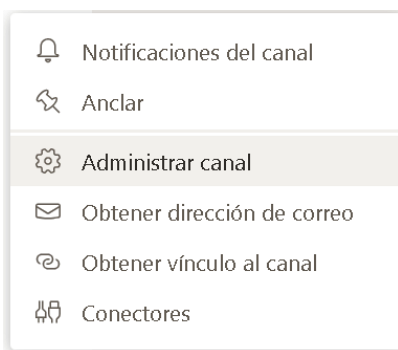 Notificaciones del canal
Anclar
Administrar canal
Obtener dirección de correo
Obtener vínculo al canal
Conectores